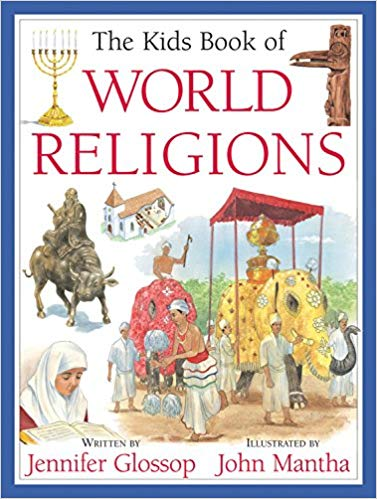 The Kids Book of
WORLD
RELIGIONS
WRITTEN BY
Jennifer Glossop
ILLUSTRATED BY
John Mantha